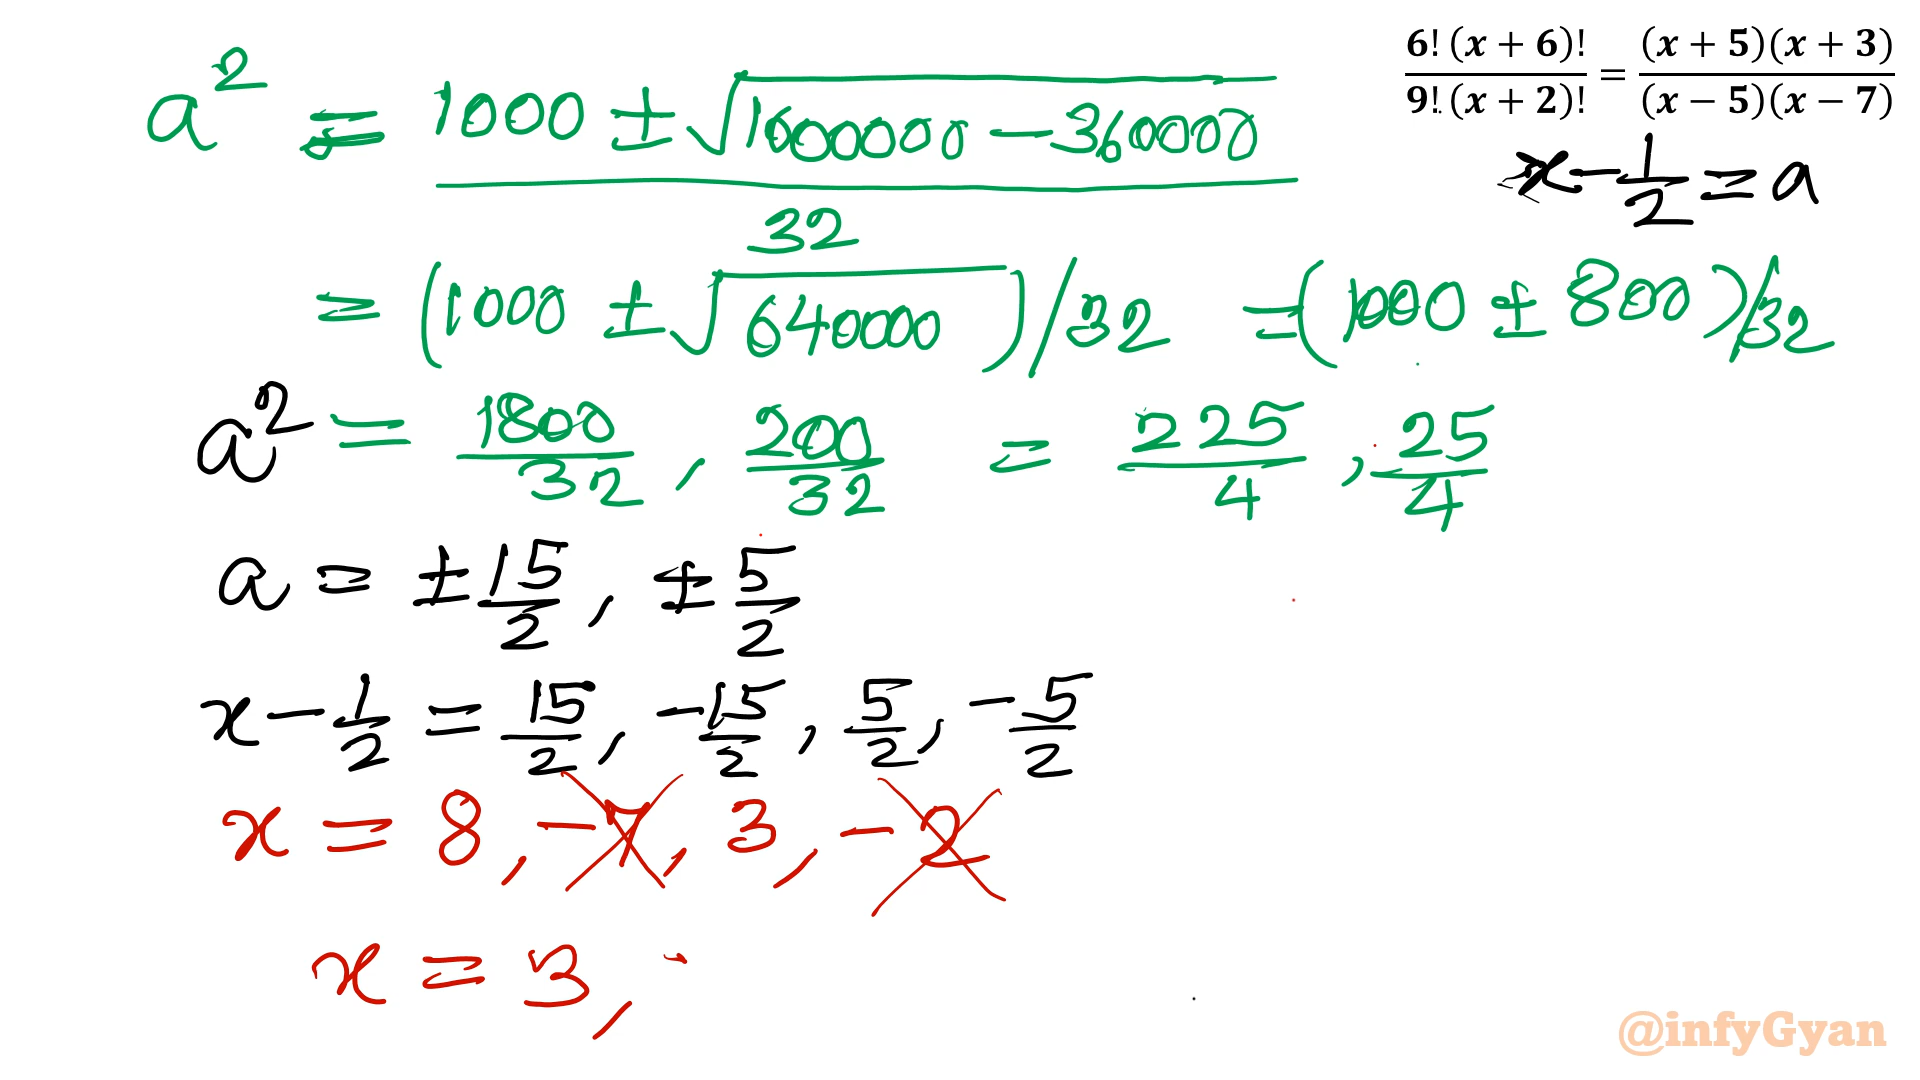 6!(x + 6)! / 9!(x + 2)! = (x + 5)(x + 3) / (x − 5)(x − 7)
x − 1/2 = a
a² = 1000 ± √1000000 − 360000 / 32
= (1000 ± √640000)/32 = (1000 ± 800)/32
a² = 1800/32, 200/32 = 225/4, 25/4
a = ± 15/2, ± 5/2
x − 1/2 = 15/2, −15/2, 5/2, −5/2
x = 8, −7, 3, −2
x = 3,
@infyGyan